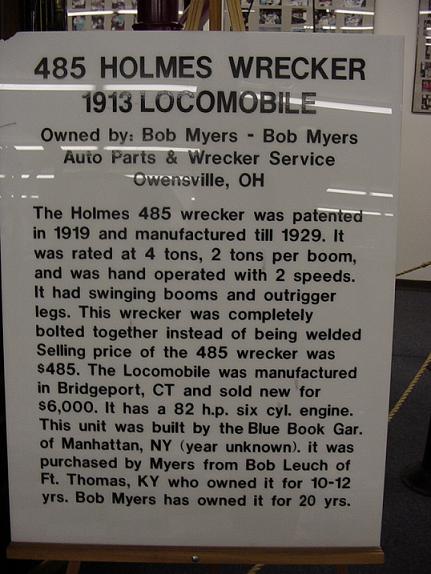 485 HOLMES WRECKER
1913 LOCOMOBILE
Owned by: Bob Myers - Bob Myers
Auto Parts & Wrecker Service
Owensville, OH
The Holmes 485 wrecker was patented
in 1919 and manufactured till 1929. It
was rated at 4 tons, 2 tons per boom,
and was hand operated with 2 speeds.
It had swinging booms and outrigger
legs. This wrecker was completely
bolted together instead of being welded
Selling price of the 485 wrecker was
$485. The Locomobile was manufactured
in Bridgeport, CT and sold new for
$6,000. It has a 82 h.p. six cyl. engine.
This unit was built by the Blue Book Gar.
of Manhattan, NY (year unknown). it was
purchased by Myers from Bob Leuch of
Ft. Thomas, KY who owned it for 10-12
yrs. Bob Myers has owned it for 20 yrs.